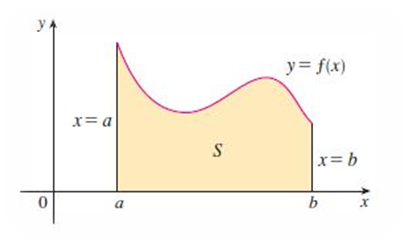 y
y = f(x)
x = a
S
x = b
0
a
b
x